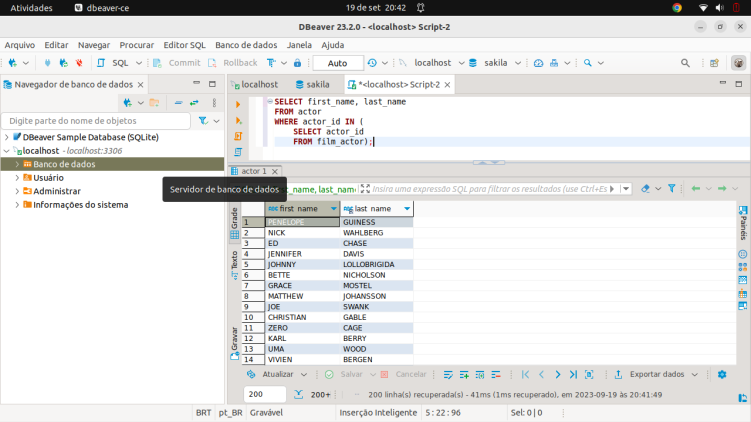 Atividades
dbeaver-ce
19 de set 20:42
DBeaver 23.2.0 - <localhost> Script-2
Arquivo Editar Navegar Procurar Editor SQL Banco de dados Janela Ajuda
SQL Commit Rollback Auto localhost sakila
Navegador de banco de dados
Digite parte do nome de objetos
DBeaver Sample Database (SQLite)
localhost - localhost:3306
Banco de dados
Usuário
Administrar
Informações do sistema
Servidor de banco de dados
localhost sakila *<localhost> Script-2
SELECT first_name, last_name
FROM actor
WHERE actor_id IN (
SELECT actor_id
FROM film_actor);
actor 1
_name, last_nam
Insira uma expressão SQL para filtrar os resultados (use Ctrl+Es
Grade
Texto
Gravar
Painéis
first_name last_name
1 PENELOPE GUINESS
2 NICK WAHLBERG
3 ED CHASE
4 JENNIFER DAVIS
5 JOHNNY LOLLOBRIGIDA
6 BETTE NICHOLSON
7 GRACE MOSTEL
8 MATTHEW JOHANSSON
9 JOE SWANK
10 CHRISTIAN GABLE
11 ZERO CAGE
12 KARL BERRY
13 UMA WOOD
14 VIVIEN BERGEN
Atualizar Salvar Cancelar Exportar dados
200 200+ 200 linha(s) recuperada(s) - 41ms (1ms recuperado), em 2023-09-19 às 20:41:49
BRT pt_BR Gravável Inserção Inteligente 5 : 22 : 96 Sel: 0 | 0